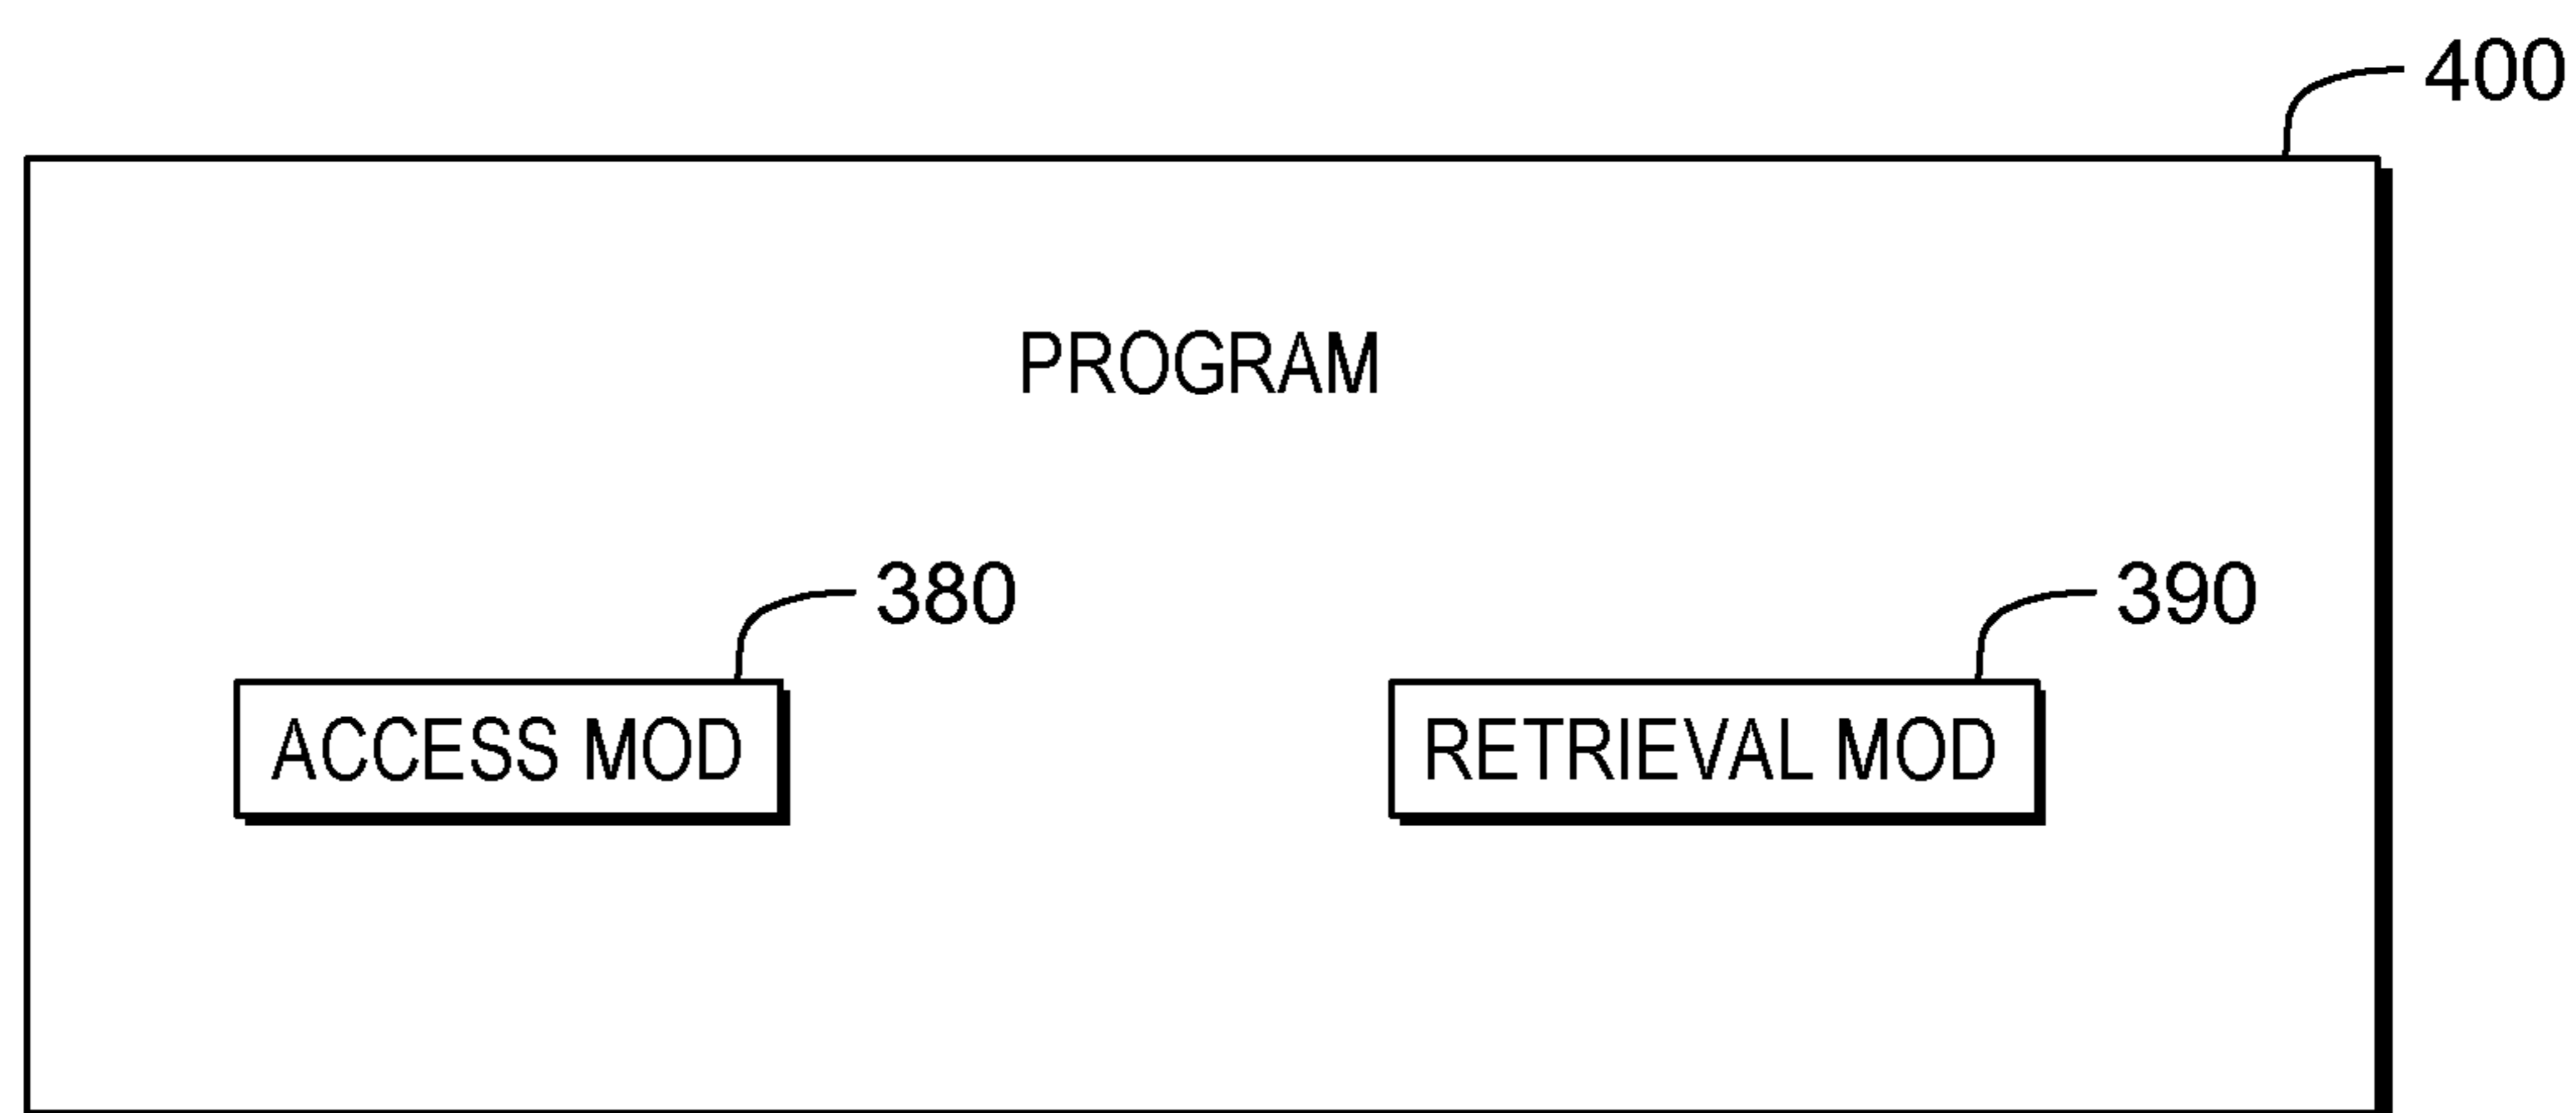 400
PROGRAM
380
390
ACCESS MOD
RETRIEVAL MOD